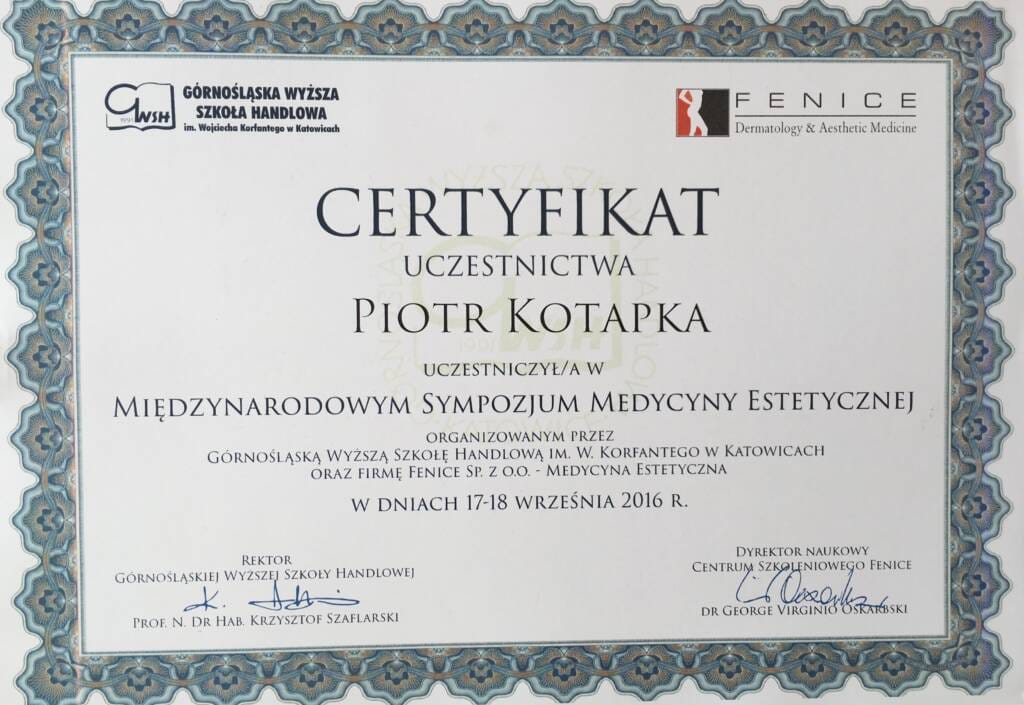 GWSH
1991
GÓRNOŚLĄSKA WYŻSZA
SZKOŁA HANDLOWA
im. Wojciecha Korfantego w Katowicach
FENICE
Dermatology & Aesthetic Medicine
CERTYFIKAT
UCZESTNICTWA
PIOTR KOTAPKA
UCZESTNICZYŁ/A W
MIĘDZYNARODOWYM SYMPOZJUM MEDYCYNY ESTETYCZNEJ
ORGANIZOWANYM PRZEZ
GÓRNOŚLĄSKĄ WYŻSZĄ SZKOŁĘ HANDLOWĄ IM. W. KORFANTEGO W KATOWICACH
ORAZ FIRMĘ FENICE SP. Z O.O. - MEDYCYNA ESTETYCZNA
W DNIACH 17-18 WRZEŚNIA 2016 R.
REKTOR
GÓRNOŚLĄSKIEJ WYŻSZEJ SZKOŁY HANDLOWEJ
PROF. N. DR HAB. KRZYSZTOF SZAFLARSKI
DYREKTOR NAUKOWY
CENTRUM SZKOLENIOWEGO FENICE
DR GEORGE VIRGINIO OSKARBSKI